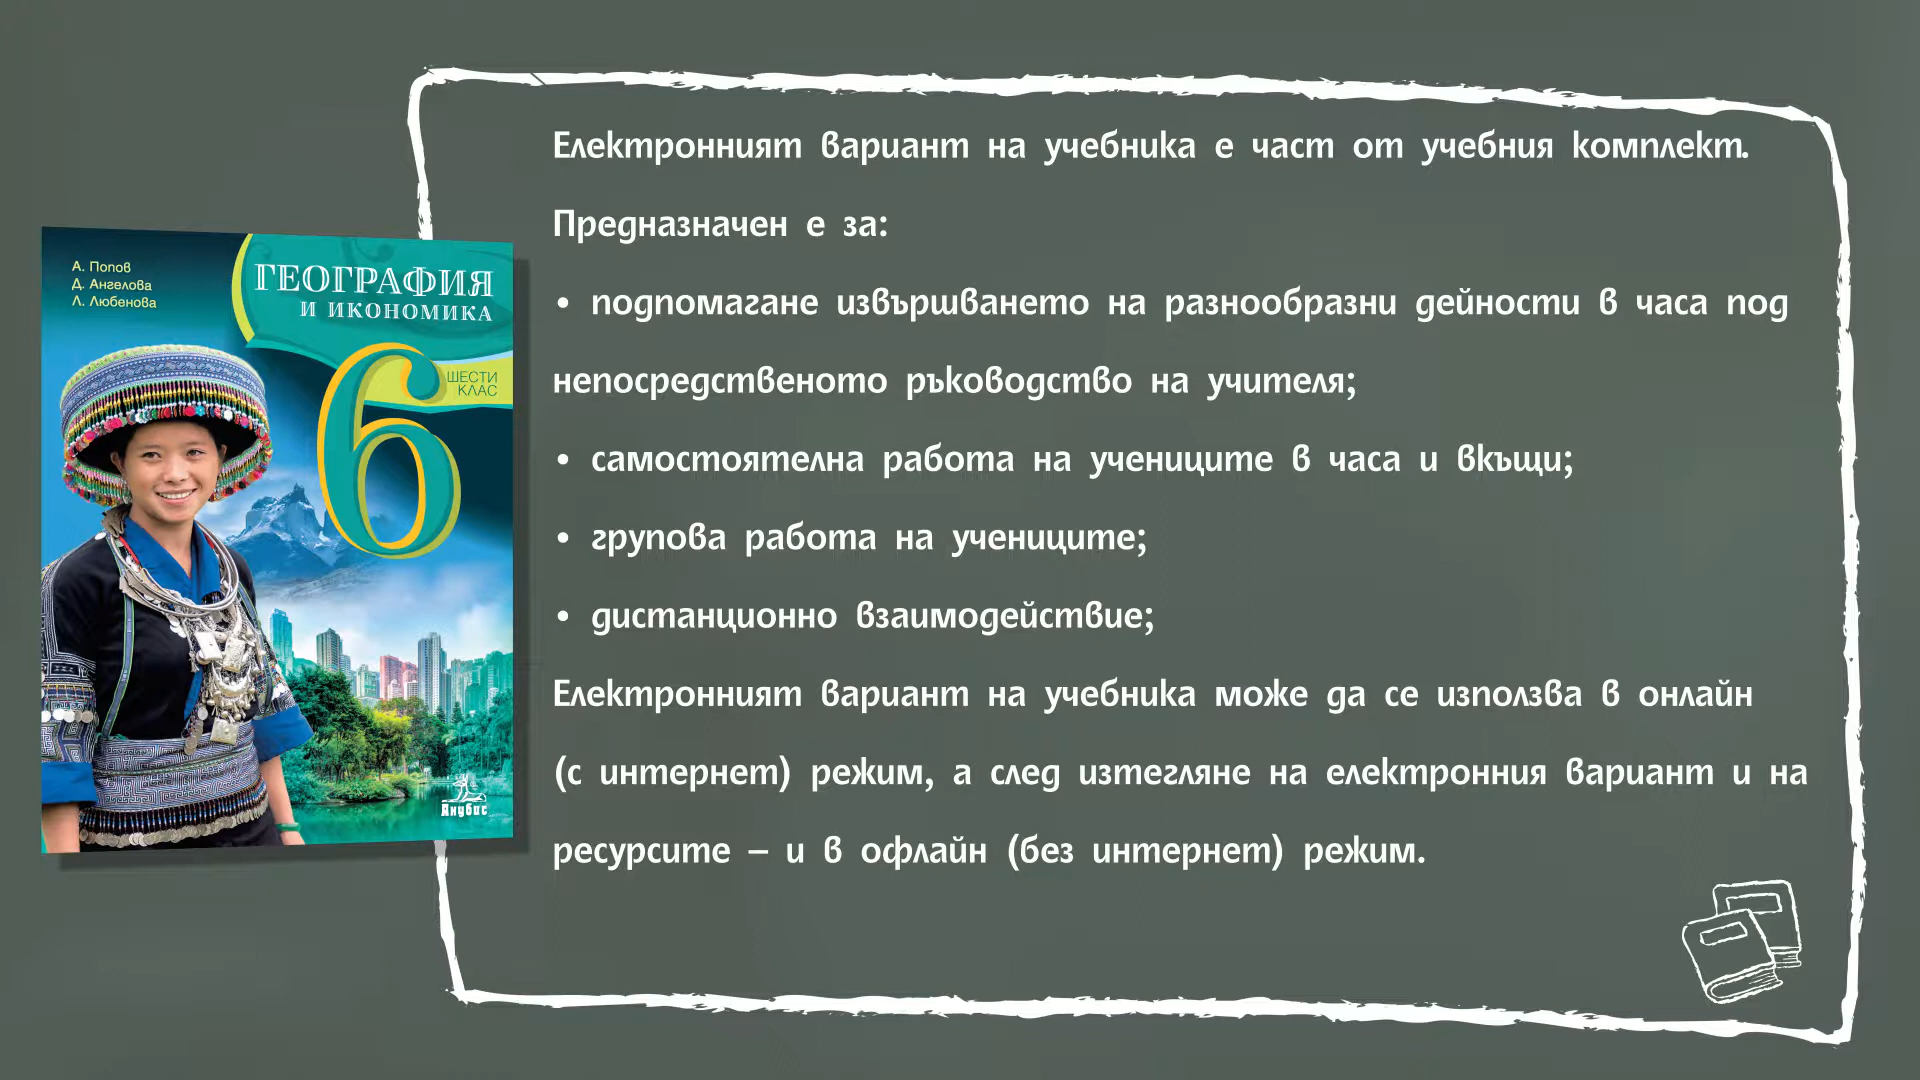 А. Попов
Д. Ангелова
Л. Любенова
ГЕОГРАФИЯ
И ИКОНОМИКА
6
ШЕСТИ
КЛАС
Анубис
Електронният вариант на учебника е част от учебния комплект.
Предназначен е за:
• подпомагане извършването на разнообразни дейности в часа под
непосредственото ръководство на учителя;
• самостоятелна работа на учениците в часа и вкъщи;
• групова работа на учениците;
• дистанционно взаимодействие;
Електронният вариант на учебника може да се използва в онлайн
(с интернет) режим, а след изтегляне на електронния вариант и на
ресурсите – и в офлайн (без интернет) режим.